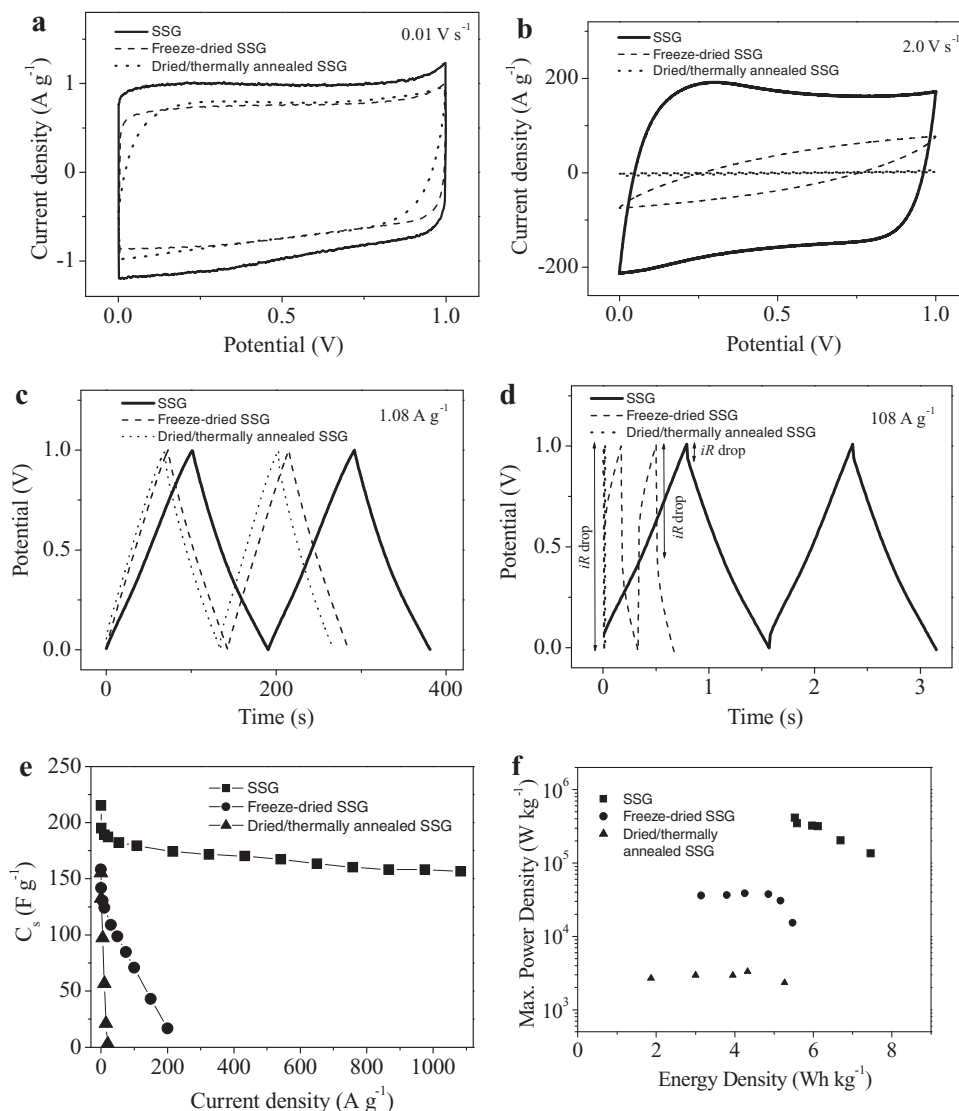 a
SSG
Freeze-dried SSG
Dried/thermally annealed SSG
0.01 V s⁻¹
Current density (A g⁻¹)
1
0
-1
0.0
0.5
1.0
Potential (V)
b
SSG
Freeze-dried SSG
Dried/thermally annealed SSG
2.0 V s⁻¹
Current density (A g⁻¹)
200
0
-200
0.0
0.5
1.0
Potential (V)
c
SSG
Freeze-dried SSG
Dried/thermally annealed SSG
1.08 A g⁻¹
Potential (V)
1.0
0.5
0.0
0
200
400
Time (s)
d
SSG
Freeze-dried SSG
Dried/thermally annealed SSG
108 A g⁻¹
iR drop
iR drop
iR drop
Potential (V)
1.0
0.5
0.0
0
1
2
3
Time (s)
e
SSG
Freeze-dried SSG
Dried/thermally annealed SSG
Cₛ (F g⁻¹)
250
200
150
100
50
0
0
200
400
600
800
1000
Current density (A g⁻¹)
f
SSG
Freeze-dried SSG
Dried/thermally
annealed SSG
Max. Power Density (W kg⁻¹)
10⁶
10⁵
10⁴
10³
0
2
4
6
8
Energy Density (Wh kg⁻¹)